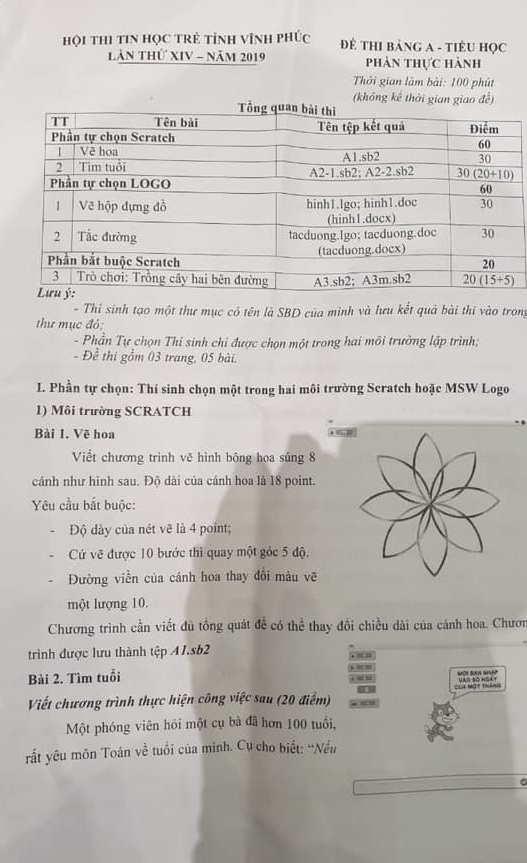 HỘI THI TIN HỌC TRẺ TỈNH VĨNH PHÚC
LẦN THỨ XIV – NĂM 2019
ĐỀ THI BẢNG A - TIỂU HỌC
PHẦN THỰC HÀNH
Thời gian làm bài: 100 phút
(không kể thời gian giao đề)
Tổng quan bài thi
TT Tên bài Tên tệp kết quả Điểm
Phần tự chọn Scratch 60
1 Vẽ hoa A1.sb2 30
2 Tìm tuổi A2-1.sb2; A2-2.sb2 30 (20+10)
Phần tự chọn LOGO 60
1 Vẽ hộp đựng đồ hinh1.lgo; hinh1.doc (hinh1.docx) 30
2 Tắc đường tacduong.lgo; tacduong.doc (tacduong.docx) 30
Phần bắt buộc Scratch 20
3 Trò chơi: Trồng cây hai bên đường A3.sb2; A3m.sb2 20 (15+5)
Lưu ý:
- Thí sinh tạo một thư mục có tên là SBD của mình và lưu kết quả bài thi vào trong
thư mục đó;
- Phần Tự chọn Thí sinh chỉ được chọn một trong hai môi trường lập trình;
- Đề thi gồm 03 trang, 05 bài.
I. Phần tự chọn: Thí sinh chọn một trong hai môi trường Scratch hoặc MSW Logo
1) Môi trường SCRATCH
Bài 1. Vẽ hoa
Viết chương trình vẽ hình bông hoa súng 8
cánh như hình sau. Độ dài của cánh hoa là 18 point.
Yêu cầu bắt buộc:
- Độ dày của nét vẽ là 4 point;
- Cứ vẽ được 10 bước thì quay một góc 5 độ.
- Đường viền của cánh hoa thay đổi màu vẽ
một lượng 10.
Chương trình cần viết đủ tổng quát để có thể thay đổi chiều dài của cánh hoa. Chươn
trình được lưu thành tệp A1.sb2
Bài 2. Tìm tuổi
Viết chương trình thực hiện công việc sau (20 điểm)
Một phóng viên hỏi một cụ bà đã hơn 100 tuổi,
rất yêu môn Toán về tuổi của mình. Cụ cho biết: “Nếu
MỜI BẠN NHẬP
VÀO SỐ NGÀY
CỦA MỘT THÁNG